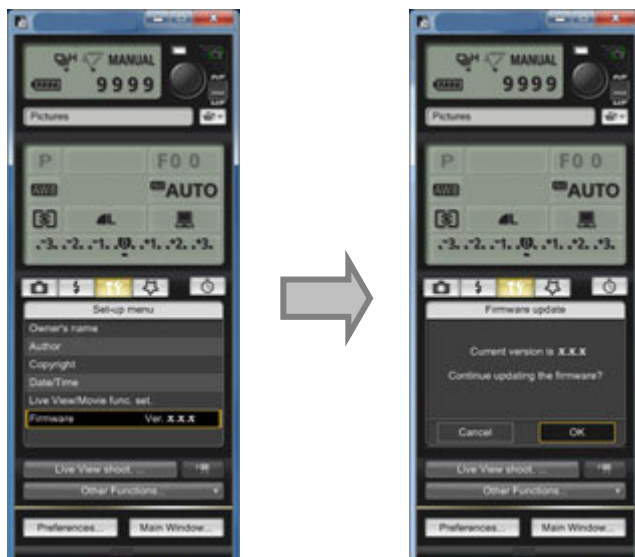 MANUAL
9999
Pictures
P
F0 0
AWB
ISO AUTO
L
-3. .-2. .-1. .0. .+1. .+2. .+3.
Set-up menu
Owner's name
Author
Copyright
Date/Time
Live View/Movie func. set.
Firmware Ver. X.X.X
Live View shoot. ...
Other Functions...
Preferences... Main Window...
MANUAL
9999
Pictures
P
F0 0
AWB
ISO AUTO
L
-3. .-2. .-1. .0. .+1. .+2. .+3.
Firmware update
Current version is X.X.X
Continue updating the firmware?
Cancel OK
Live View shoot. ...
Other Functions...
Preferences... Main Window...